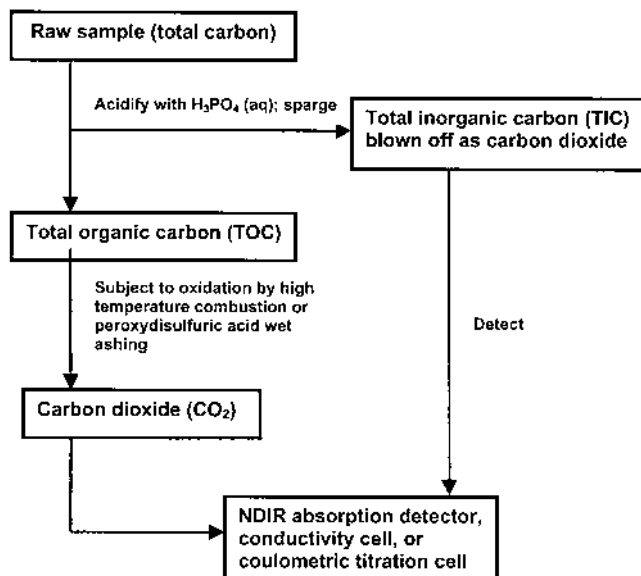 Raw sample (total carbon)
Acidify with H₃PO₄ (aq); sparge
Total inorganic carbon (TIC)
blown off as carbon dioxide
Total organic carbon (TOC)
Subject to oxidation by high
temperature combustion or
peroxydisulfuric acid wet
ashing
Detect
Carbon dioxide (CO₂)
NDIR absorption detector,
conductivity cell, or
coulometric titration cell